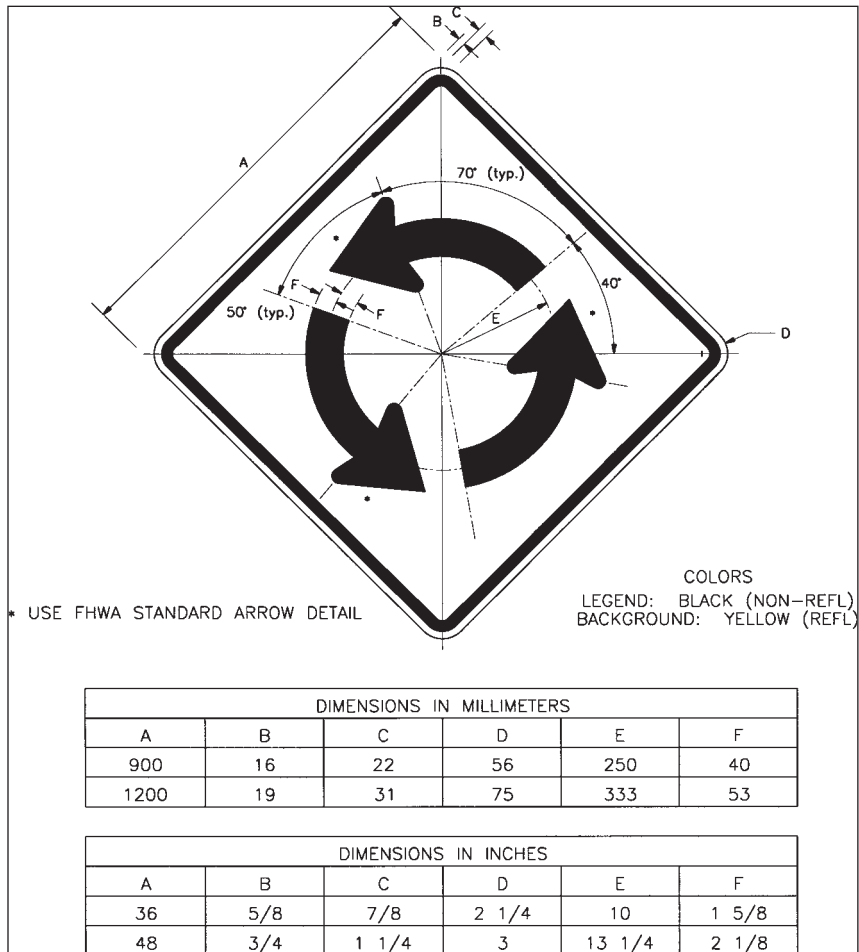 C
B
A
70° (typ.)
*
F
50° (typ.)
F
40°
*
E
D
*
COLORS
LEGEND: BLACK (NON-REFL)
BACKGROUND: YELLOW (REFL)
* USE FHWA STANDARD ARROW DETAIL
DIMENSIONS IN MILLIMETERS
A B C D E F
900 16 22 56 250 40
1200 19 31 75 333 53
DIMENSIONS IN INCHES
A B C D E F
36 5/8 7/8 2 1/4 10 1 5/8
48 3/4 1 1/4 3 13 1/4 2 1/8